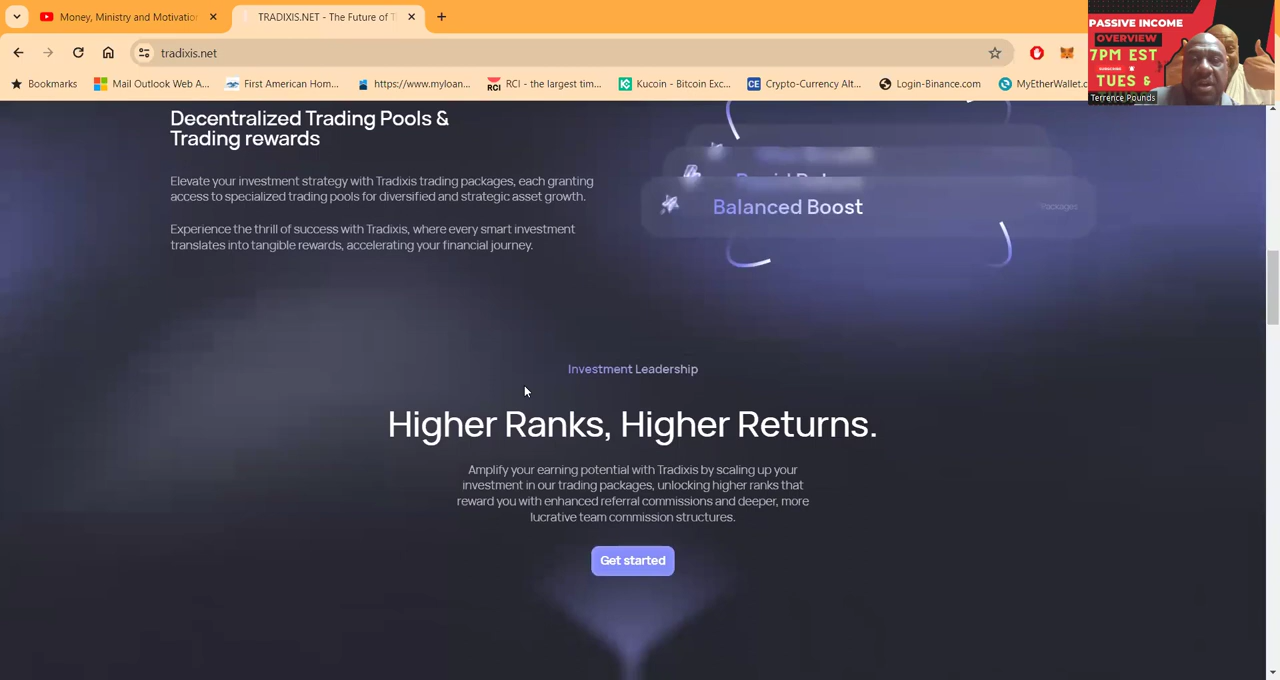 Money, Ministry and Motivation
TRADIXIS.NET - The Future of T
tradixis.net
Bookmarks
Mail Outlook Web A...
First American Hom...
https://www.myloan...
RCI - the largest tim...
Kucoin - Bitcoin Exc...
Crypto-Currency Alt...
Login-Binance.com
MyEtherWallet.c
PASSIVE INCOME
OVERVIEW
7PM EST
TUES &
Terrence Pounds
Decentralized Trading Pools &
Trading rewards
Elevate your investment strategy with Tradixis trading packages, each granting
access to specialized trading pools for diversified and strategic asset growth.
Experience the thrill of success with Tradixis, where every smart investment
translates into tangible rewards, accelerating your financial journey.
Balanced Boost
Packages
Investment Leadership
Higher Ranks, Higher Returns.
Amplify your earning potential with Tradixis by scaling up your
investment in our trading packages, unlocking higher ranks that
reward you with enhanced referral commissions and deeper, more
lucrative team commission structures.
Get started